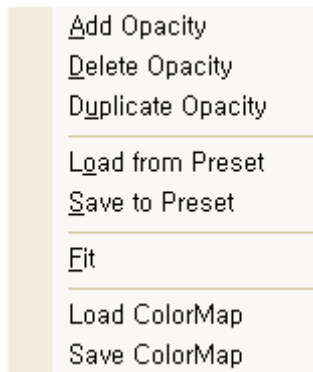 Add Opacity
Delete Opacity
Duplicate Opacity
Load from Preset
Save to Preset
Fit
Load ColorMap
Save ColorMap